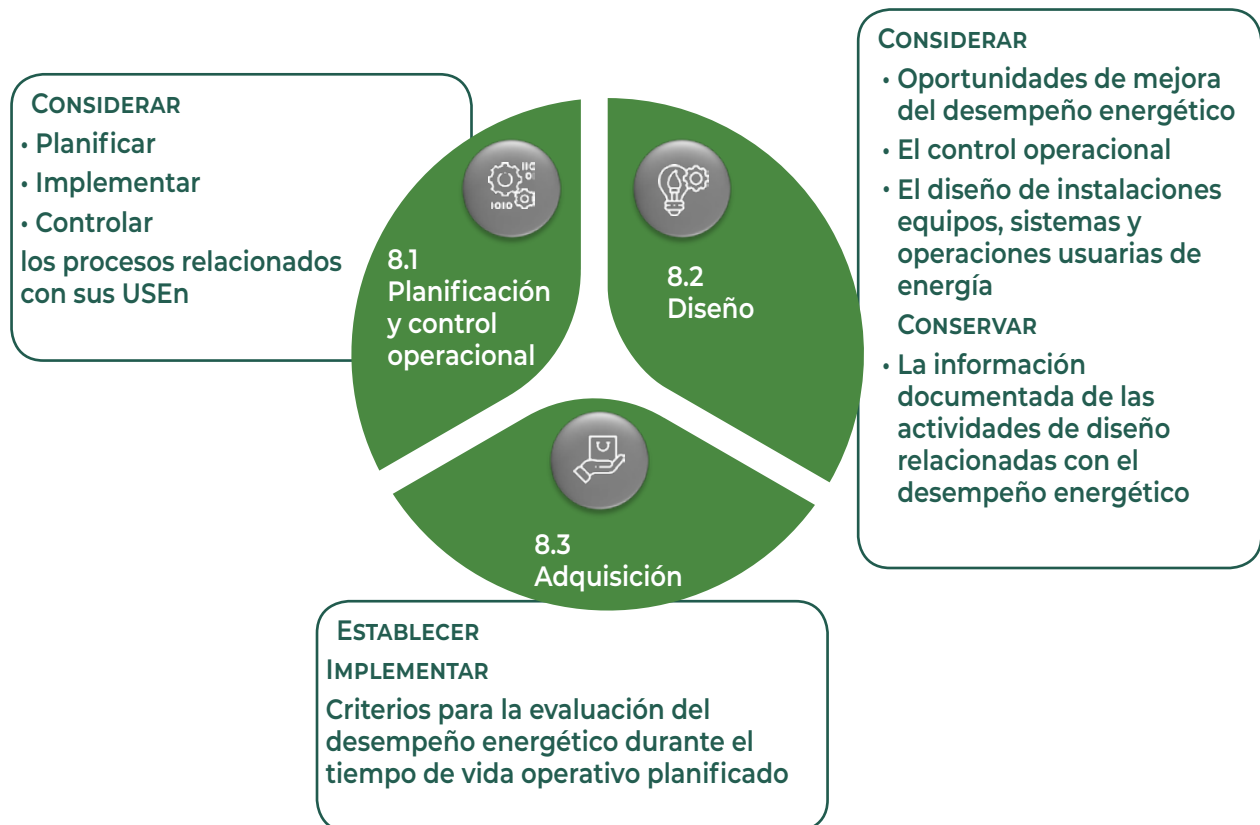 CONSIDERAR
• Planificar
• Implementar
• Controlar
los procesos relacionados
con sus USEn
8.1
Planificación
y control
operacional
8.2
Diseño
CONSIDERAR
• Oportunidades de mejora
del desempeño energético
• El control operacional
• El diseño de instalaciones
equipos, sistemas y
operaciones usuarias de
energía
CONSERVAR
• La información
documentada de las
actividades de diseño
relacionadas con el
desempeño energético
8.3
Adquisición
ESTABLECER
IMPLEMENTAR
Criterios para la evaluación del
desempeño energético durante el
tiempo de vida operativo planificado